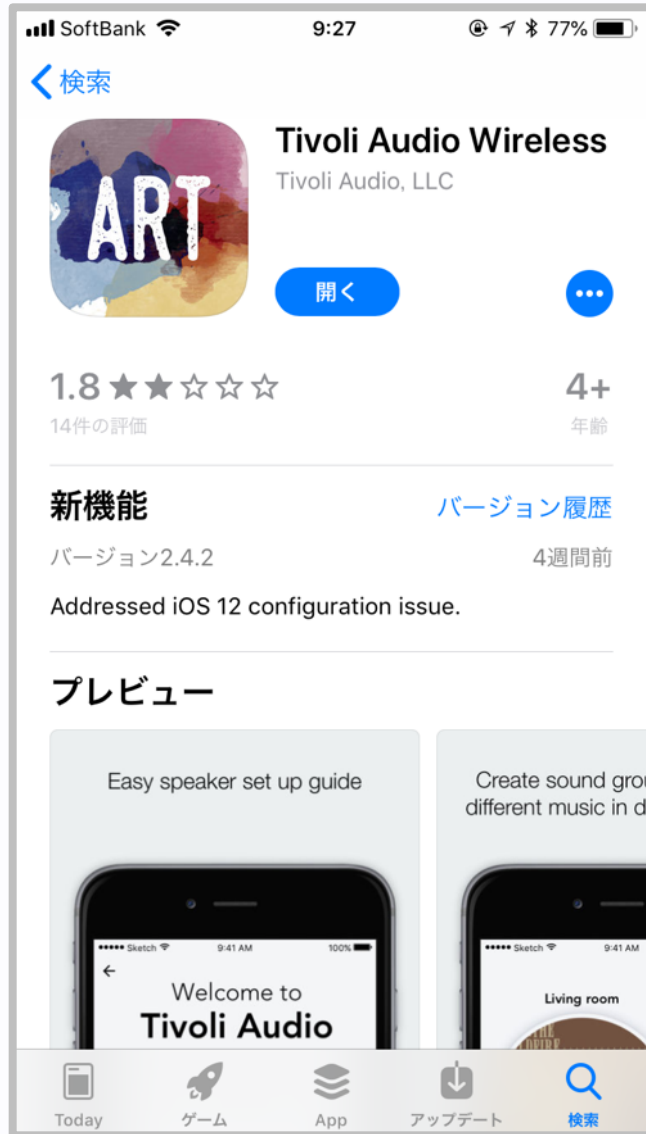 SoftBank 9:27 77%
検索
ART
Tivoli Audio Wireless
Tivoli Audio, LLC
開く
1.8 ★★☆☆☆ 4+
14件の評価 年齢
新機能 バージョン履歴
バージョン2.4.2 4週間前
Addressed iOS 12 configuration issue.
プレビュー
Easy speaker set up guide
Create sound
different music in
Sketch 9:41 AM 100%
Welcome to
Tivoli Audio
Sketch 9:41 AM
Living room
THE
Today ゲーム App アップデート 検索